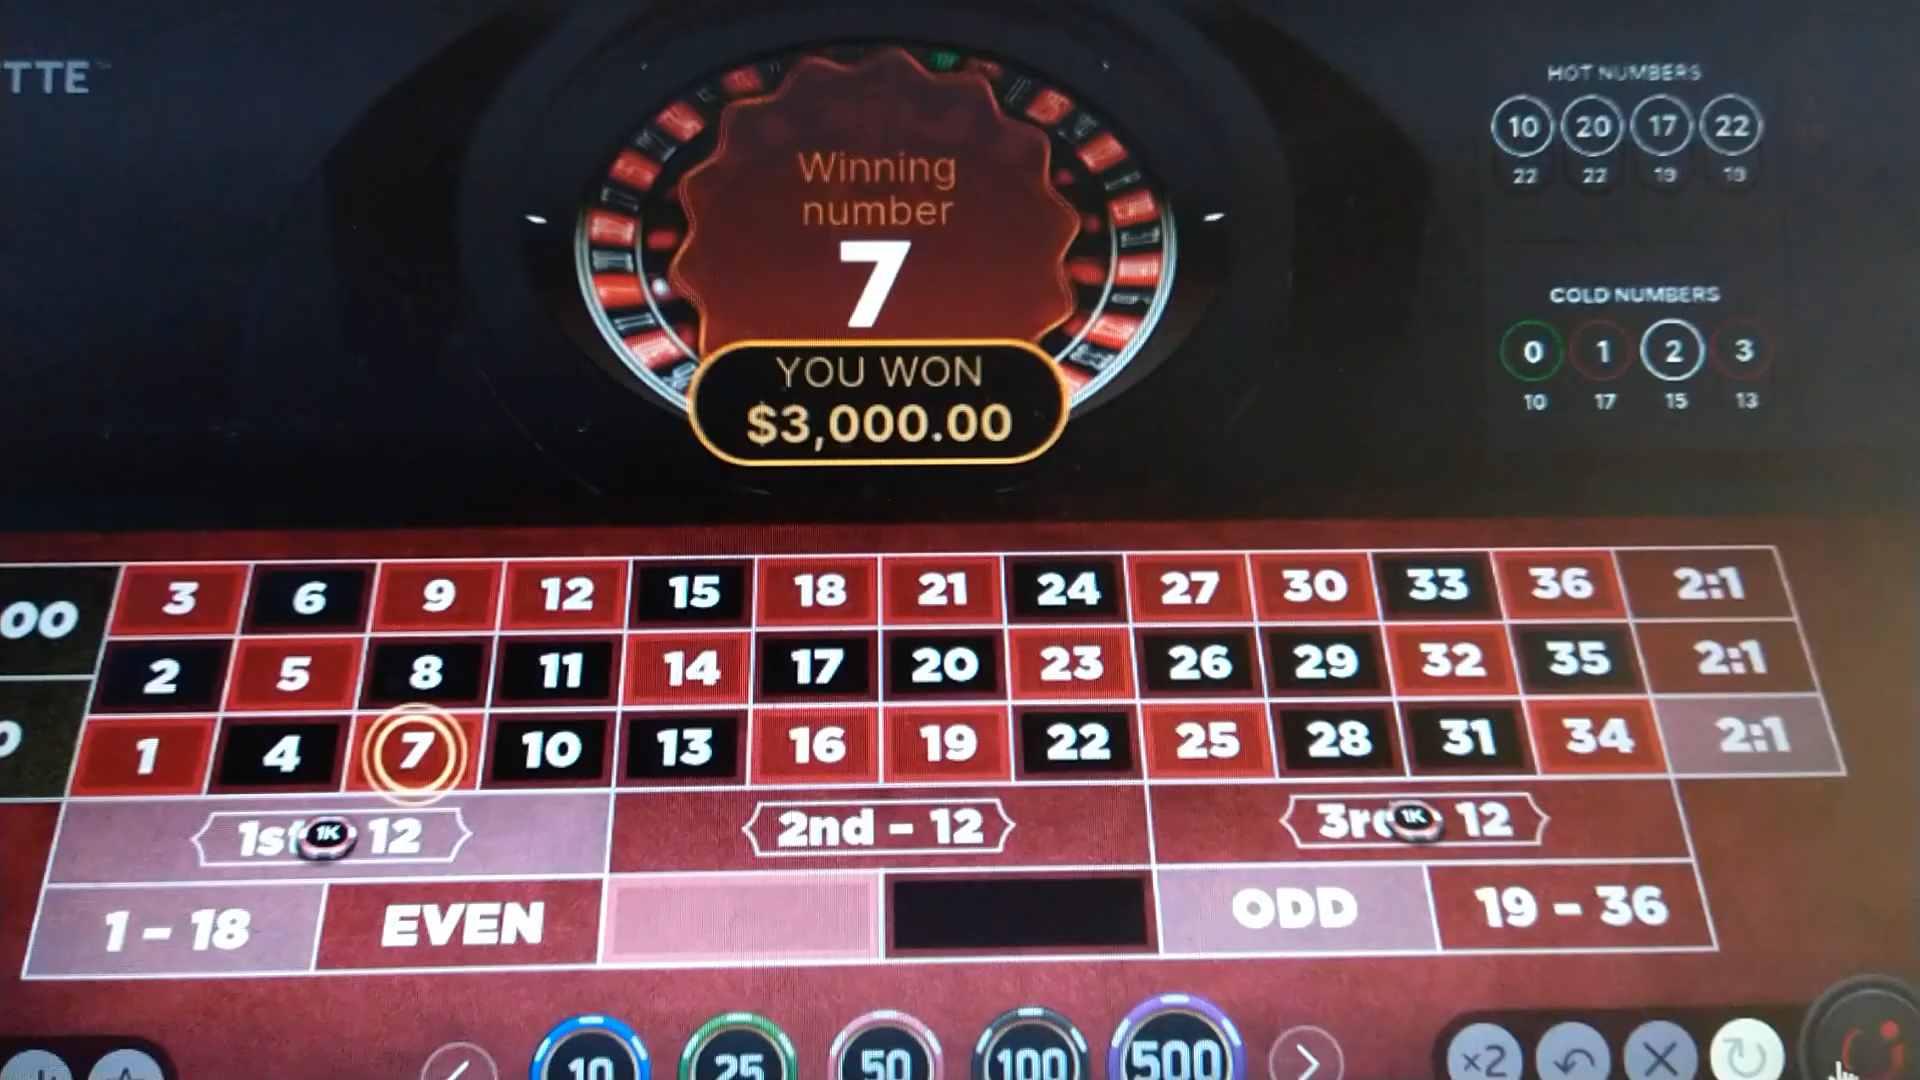 TTE
HOT NUMBERS
10 20 17 22
22 22 19 19
Winning
number
7
YOU WON
$3,000.00
COLD NUMBERS
0 1 2 3
10 17 15 13
00 3 6 9 12 15 18 21 24 27 30 33 36 2:1
2 5 8 11 14 17 20 23 26 29 32 35 2:1
0 1 4 7 10 13 16 19 22 25 28 31 34 2:1
1K 12
2nd - 12
1K 12
1 - 18 EVEN ODD 19 - 36
10 25 50 100 500 x2